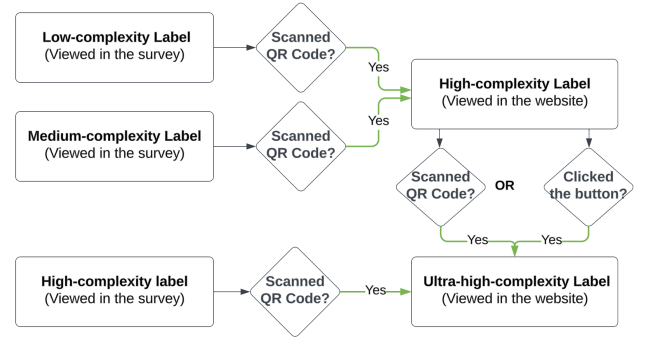 Low-complexity Label
(Viewed in the survey)
Scanned
QR Code?
Yes
Medium-complexity Label
(Viewed in the survey)
Scanned
QR Code?
Yes
High-complexity Label
(Viewed in the website)
Scanned
QR Code?
OR
Clicked
the button?
Yes
Yes
High-complexity label
(Viewed in the survey)
Scanned
QR Code?
Yes
Ultra-high-complexity Label
(Viewed in the website)